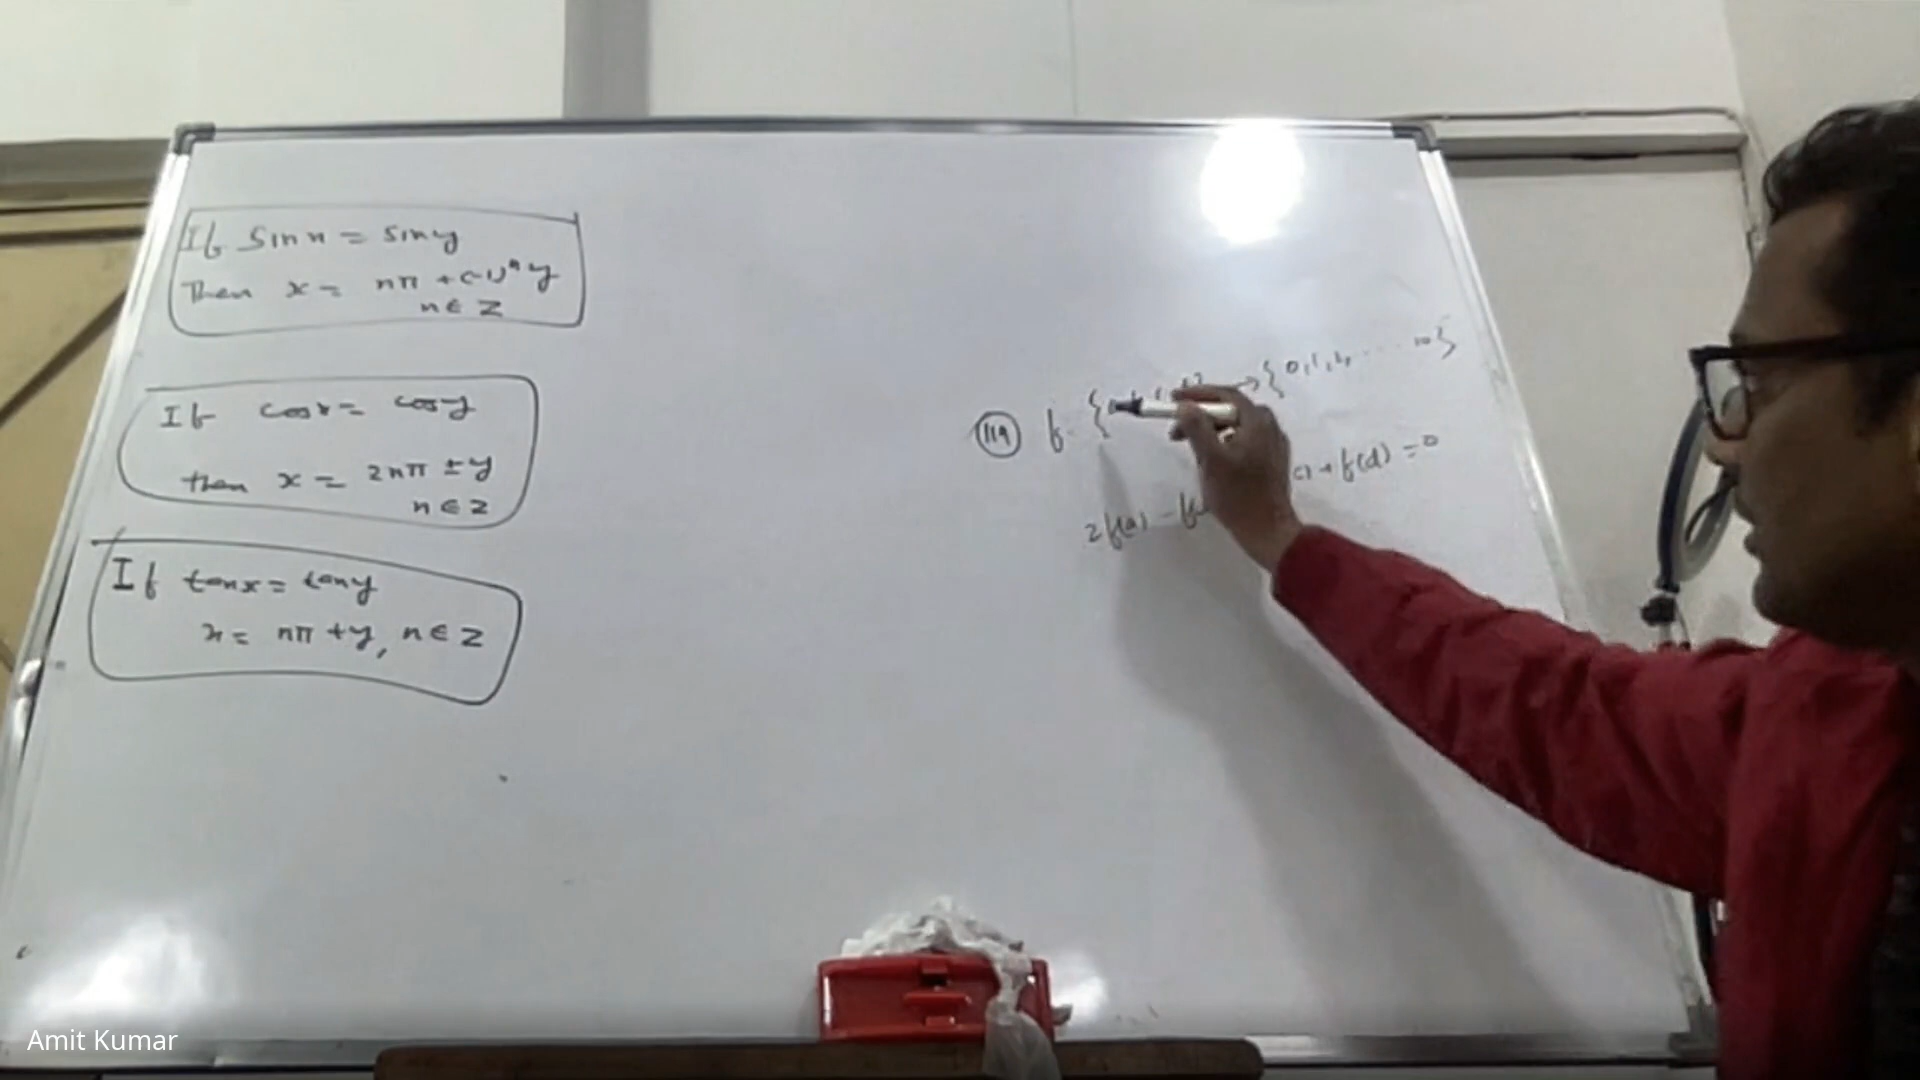 If Sin x = Sin y
Then x = nπ + (-1)ⁿ y
n ∈ Z
If cos x = cos y
then x = 2nπ ± y
n ∈ Z
If tan x = tan y
x = nπ + y, n ∈ Z
119 f {a → {0, 1, 2, ... 10}
2f(a) - f c) + f(d) = 0
Amit Kumar